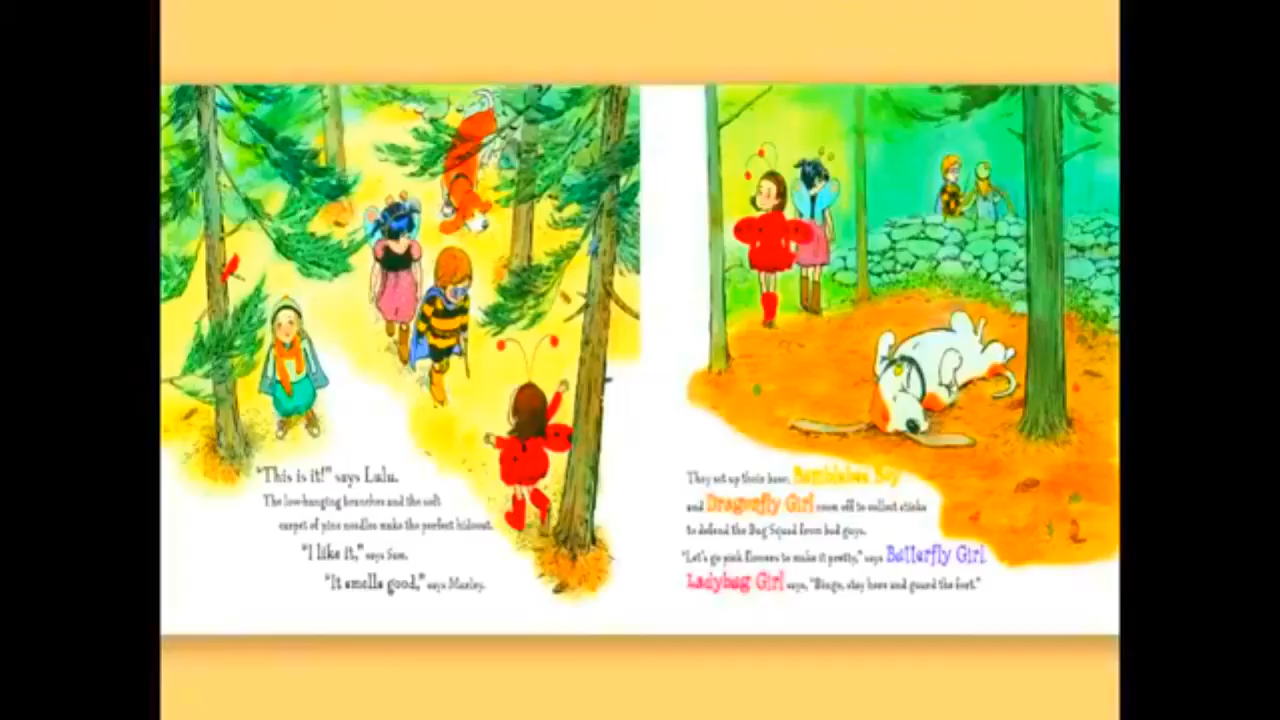 "This is it!" says Lulu.
The low-hanging branches and the soft
carpet of pine needles make the perfect hideout.
"I like it," says Sam.
"It smells good," says Marley.
They set up their base. Bumblebee Boy
and Dragonfly Girl zoom off to collect sticks
to defend the Bug Squad from bad guys.
"Let's go pick flowers to make it pretty," says Butterfly Girl.
Ladybug Girl says, "Bingo, stay here and guard the fort."